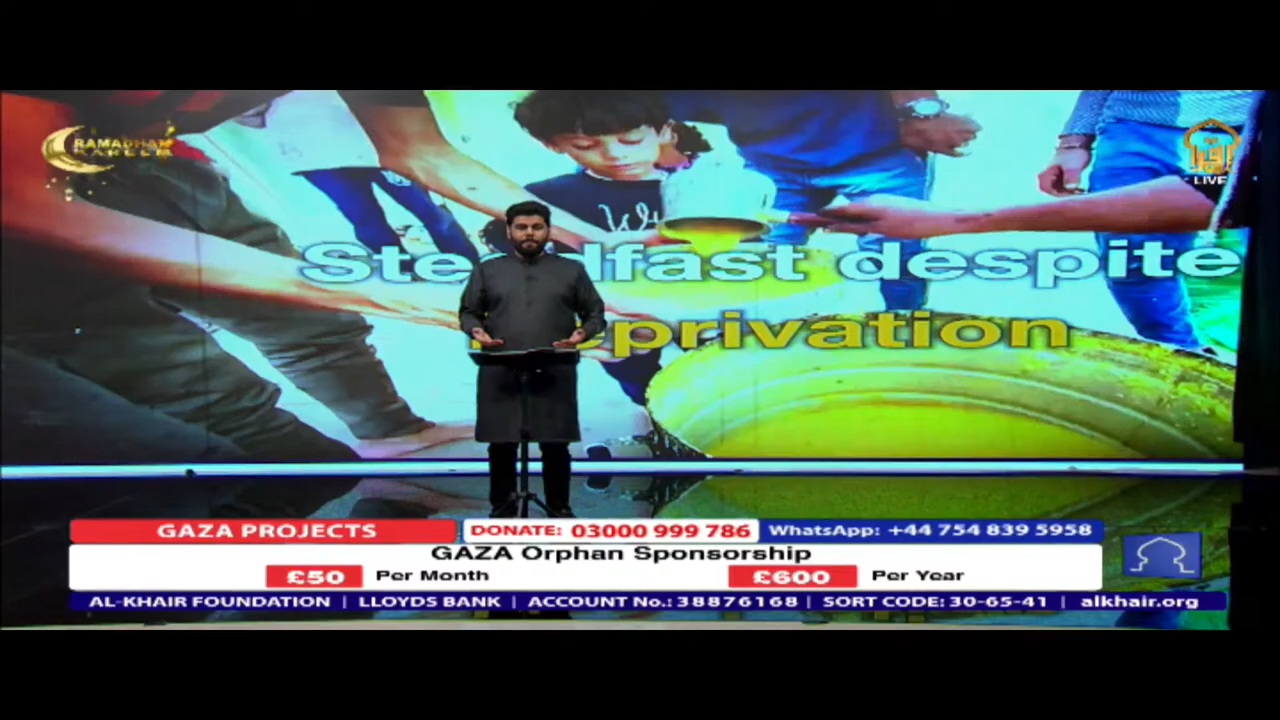 RAMADHAN
KAREEM
LIVE
Steadfast despite
privation
GAZA PROJECTS
DONATE: 03000 999 786
WhatsApp: +44 754 839 5958
GAZA Orphan Sponsorship
£50 Per Month £600 Per Year
AL-KHAIR FOUNDATION | LLOYDS BANK | ACCOUNT No.: 38876168 | SORT CODE: 30-65-41 | alkhair.org